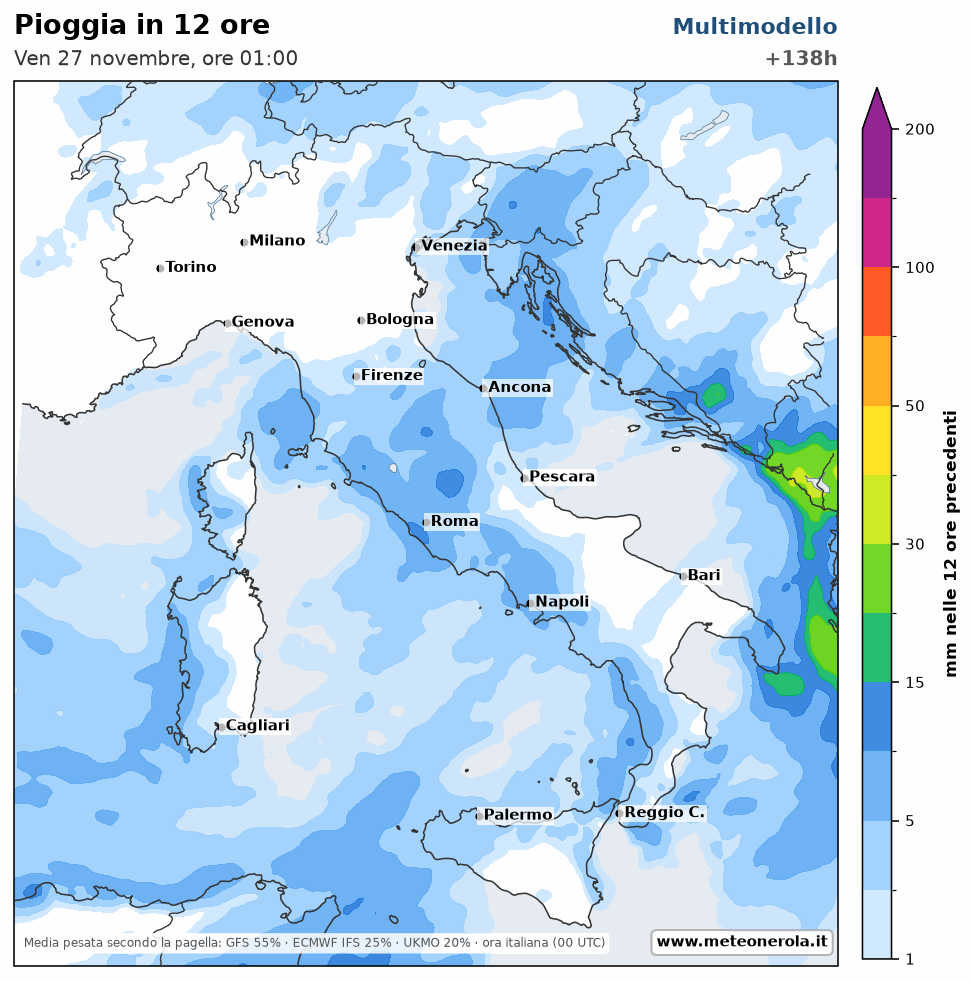 Pioggia in 12 ore
Multimodello
Ven 27 novembre, ore 01:00
+138h
200
Milano
Venezia
Torino
100
Genova
Bologna
Firenze
Ancona
50
Pescara
Roma
30
Bari
Napoli
15
Cagliari
Palermo
Reggio C.
5
1
mm nelle 12 ore precedenti
Media pesata secondo la pagella: GFS 55% · ECMWF IFS 25% · UKMO 20% · ora italiana (00 UTC)
www.meteonerola.it